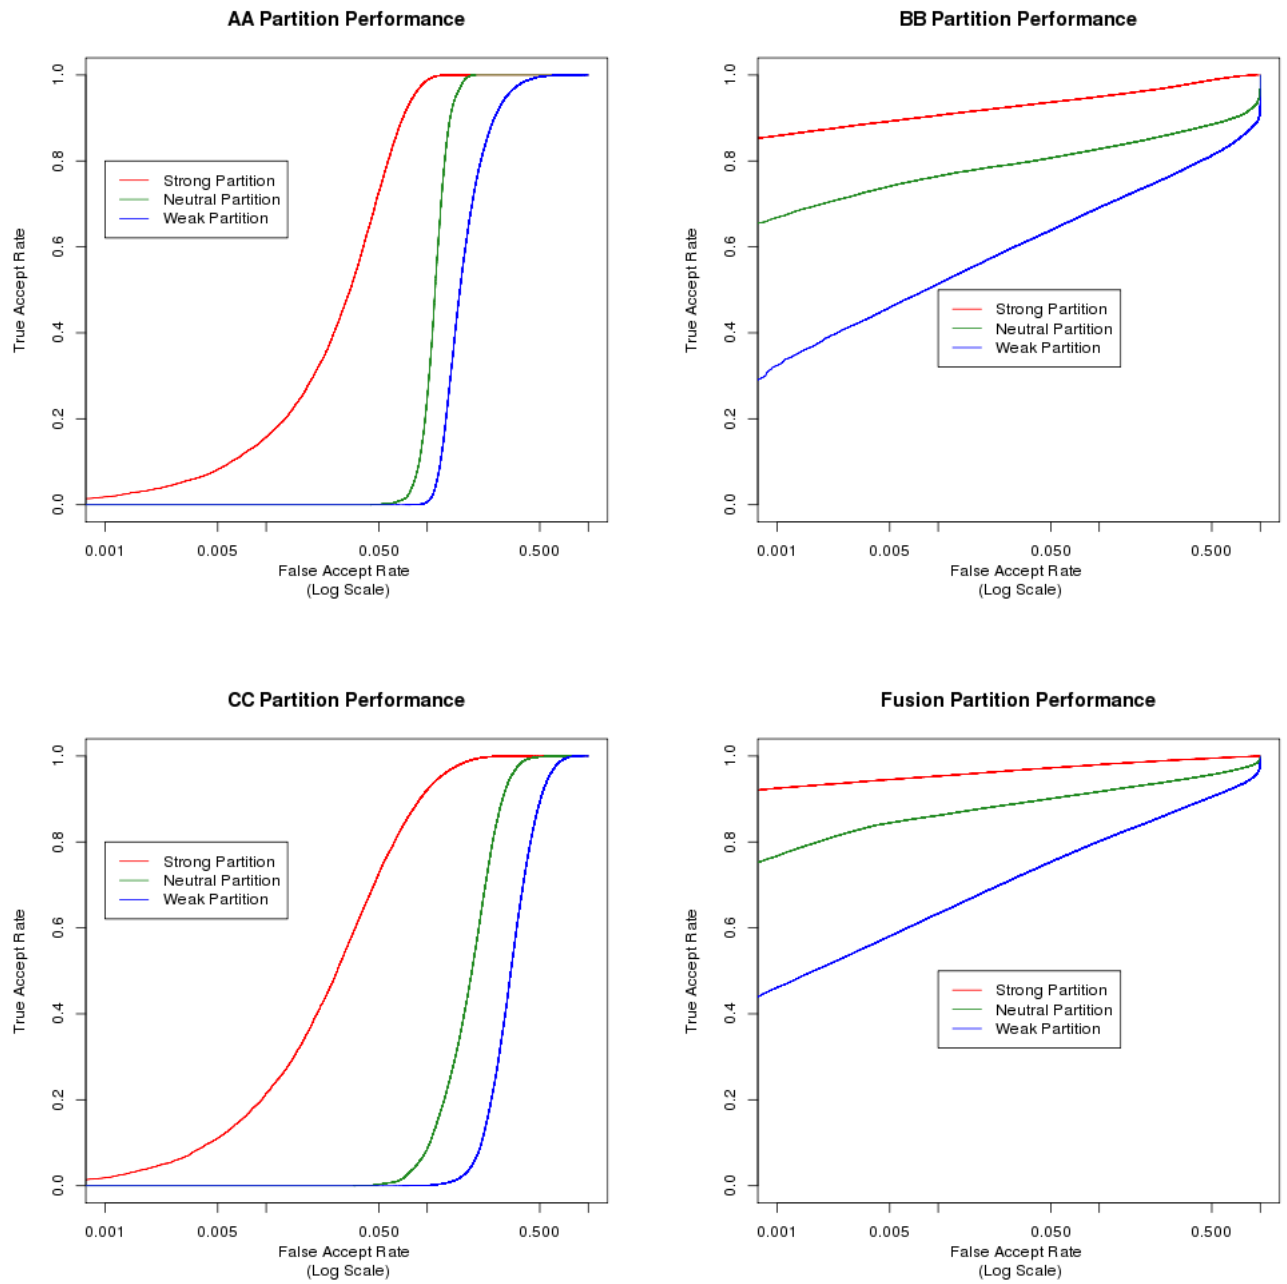 AA Partition Performance
True Accept Rate
1.0
0.8
0.6
0.4
0.2
0.0
Strong Partition
Neutral Partition
Weak Partition
0.001 0.005 0.050 0.500
False Accept Rate
(Log Scale)
BB Partition Performance
True Accept Rate
1.0
0.8
0.6
0.4
0.2
0.0
Strong Partition
Neutral Partition
Weak Partition
0.001 0.005 0.050 0.500
False Accept Rate
(Log Scale)
CC Partition Performance
True Accept Rate
1.0
0.8
0.6
0.4
0.2
0.0
Strong Partition
Neutral Partition
Weak Partition
0.001 0.005 0.050 0.500
False Accept Rate
(Log Scale)
Fusion Partition Performance
True Accept Rate
1.0
0.8
0.6
0.4
0.2
0.0
Strong Partition
Neutral Partition
Weak Partition
0.001 0.005 0.050 0.500
False Accept Rate
(Log Scale)